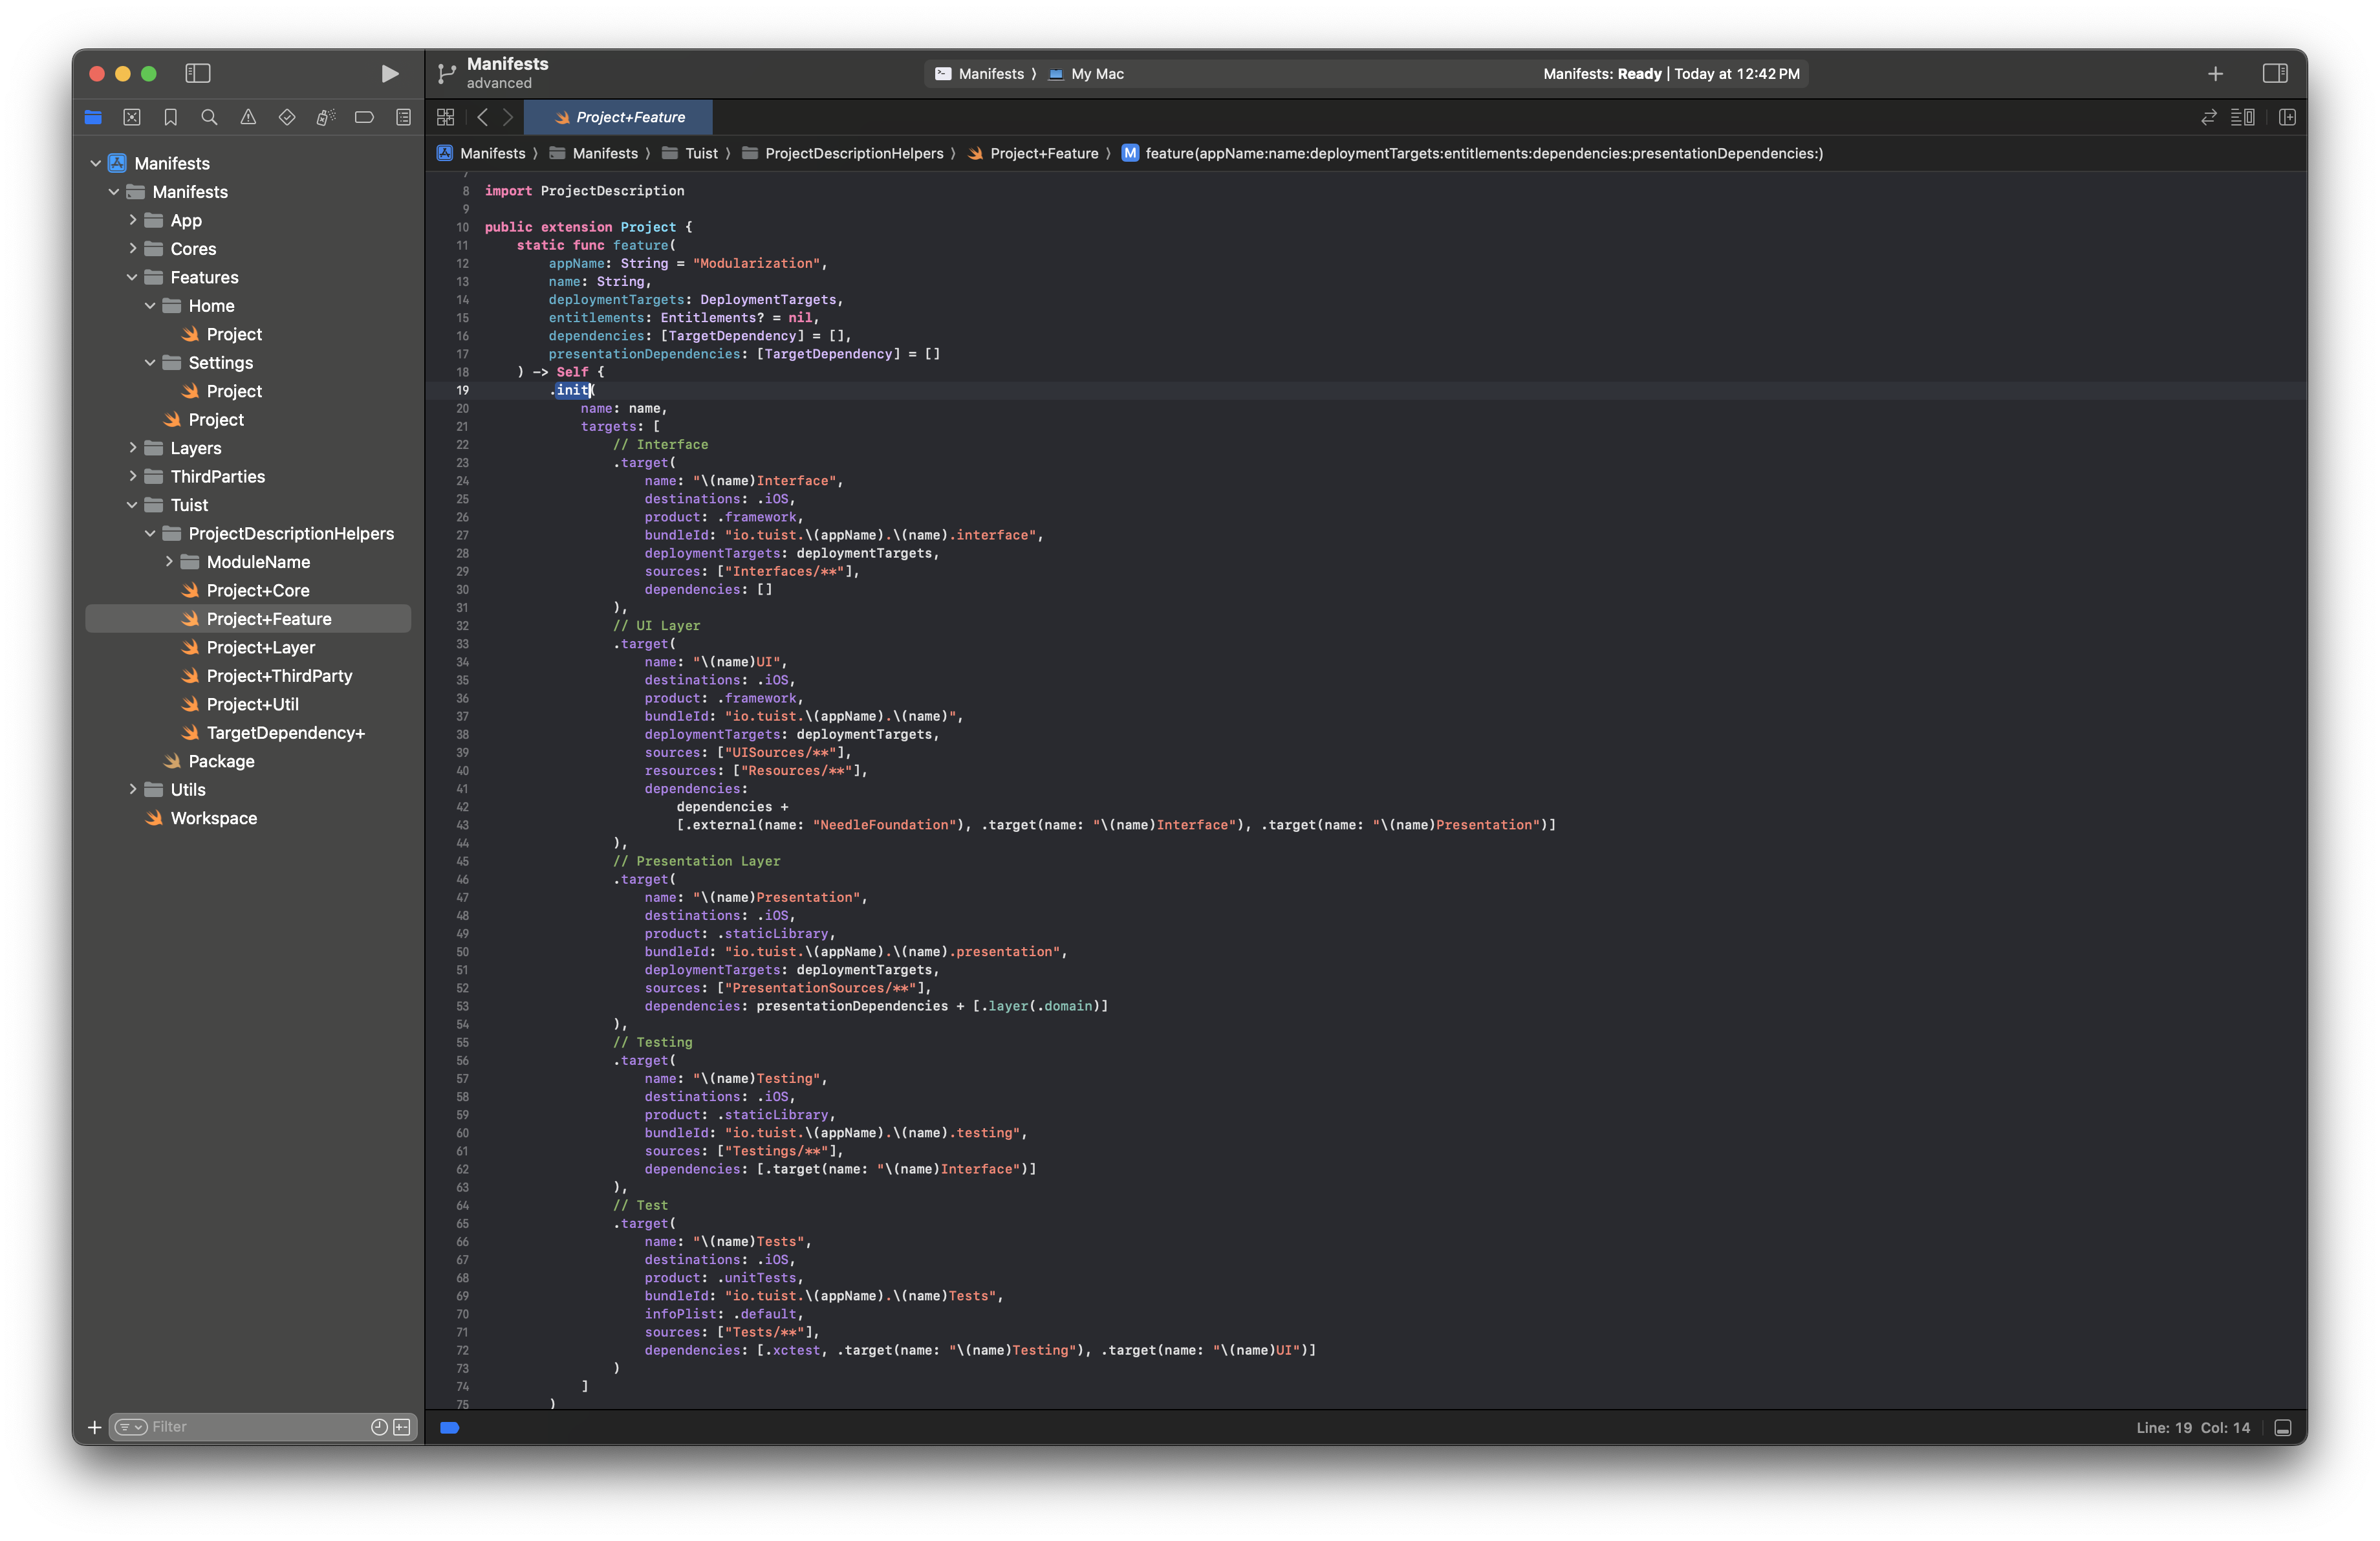 Manifests
advanced
Manifests ⟩ My Mac
Manifests: Ready | Today at 12:42 PM
Project+Feature
Manifests ⟩ Manifests ⟩ Tuist ⟩ ProjectDescriptionHelpers ⟩ Project+Feature ⟩ M feature(appName:name:deploymentTargets:entitlements:dependencies:presentationDependencies:)
Manifests
Manifests
App
Cores
Features
Home
Project
Settings
Project
Project
Layers
ThirdParties
Tuist
ProjectDescriptionHelpers
ModuleName
Project+Core
Project+Feature
Project+Layer
Project+ThirdParty
Project+Util
TargetDependency+
Package
Utils
Workspace
Filter
7
8 import ProjectDescription
9
10 public extension Project {
11     static func feature(
12         appName: String = "Modularization",
13         name: String,
14         deploymentTargets: DeploymentTargets,
15         entitlements: Entitlements? = nil,
16         dependencies: [TargetDependency] = [],
17         presentationDependencies: [TargetDependency] = []
18     ) -> Self {
19         .init(
20             name: name,
21             targets: [
22                 // Interface
23                 .target(
24                     name: "\(name)Interface",
25                     destinations: .iOS,
26                     product: .framework,
27                     bundleId: "io.tuist.\(appName).\(name).interface",
28                     deploymentTargets: deploymentTargets,
29                     sources: ["Interfaces/**"],
30                     dependencies: []
31                 ),
32                 // UI Layer
33                 .target(
34                     name: "\(name)UI",
35                     destinations: .iOS,
36                     product: .framework,
37                     bundleId: "io.tuist.\(appName).\(name)",
38                     deploymentTargets: deploymentTargets,
39                     sources: ["UISources/**"],
40                     resources: ["Resources/**"],
41                     dependencies:
42                         dependencies +
43                         [.external(name: "NeedleFoundation"), .target(name: "\(name)Interface"), .target(name: "\(name)Presentation")]
44                 ),
45                 // Presentation Layer
46                 .target(
47                     name: "\(name)Presentation",
48                     destinations: .iOS,
49                     product: .staticLibrary,
50                     bundleId: "io.tuist.\(appName).\(name).presentation",
51                     deploymentTargets: deploymentTargets,
52                     sources: ["PresentationSources/**"],
53                     dependencies: presentationDependencies + [.layer(.domain)]
54                 ),
55                 // Testing
56                 .target(
57                     name: "\(name)Testing",
58                     destinations: .iOS,
59                     product: .staticLibrary,
60                     bundleId: "io.tuist.\(appName).\(name).testing",
61                     sources: ["Testings/**"],
62                     dependencies: [.target(name: "\(name)Interface")]
63                 ),
64                 // Test
65                 .target(
66                     name: "\(name)Tests",
67                     destinations: .iOS,
68                     product: .unitTests,
69                     bundleId: "io.tuist.\(appName).\(name)Tests",
70                     infoPlist: .default,
71                     sources: ["Tests/**"],
72                     dependencies: [.xctest, .target(name: "\(name)Testing"), .target(name: "\(name)UI")]
73                 )
74             ]
75         )
Line: 19 Col: 14